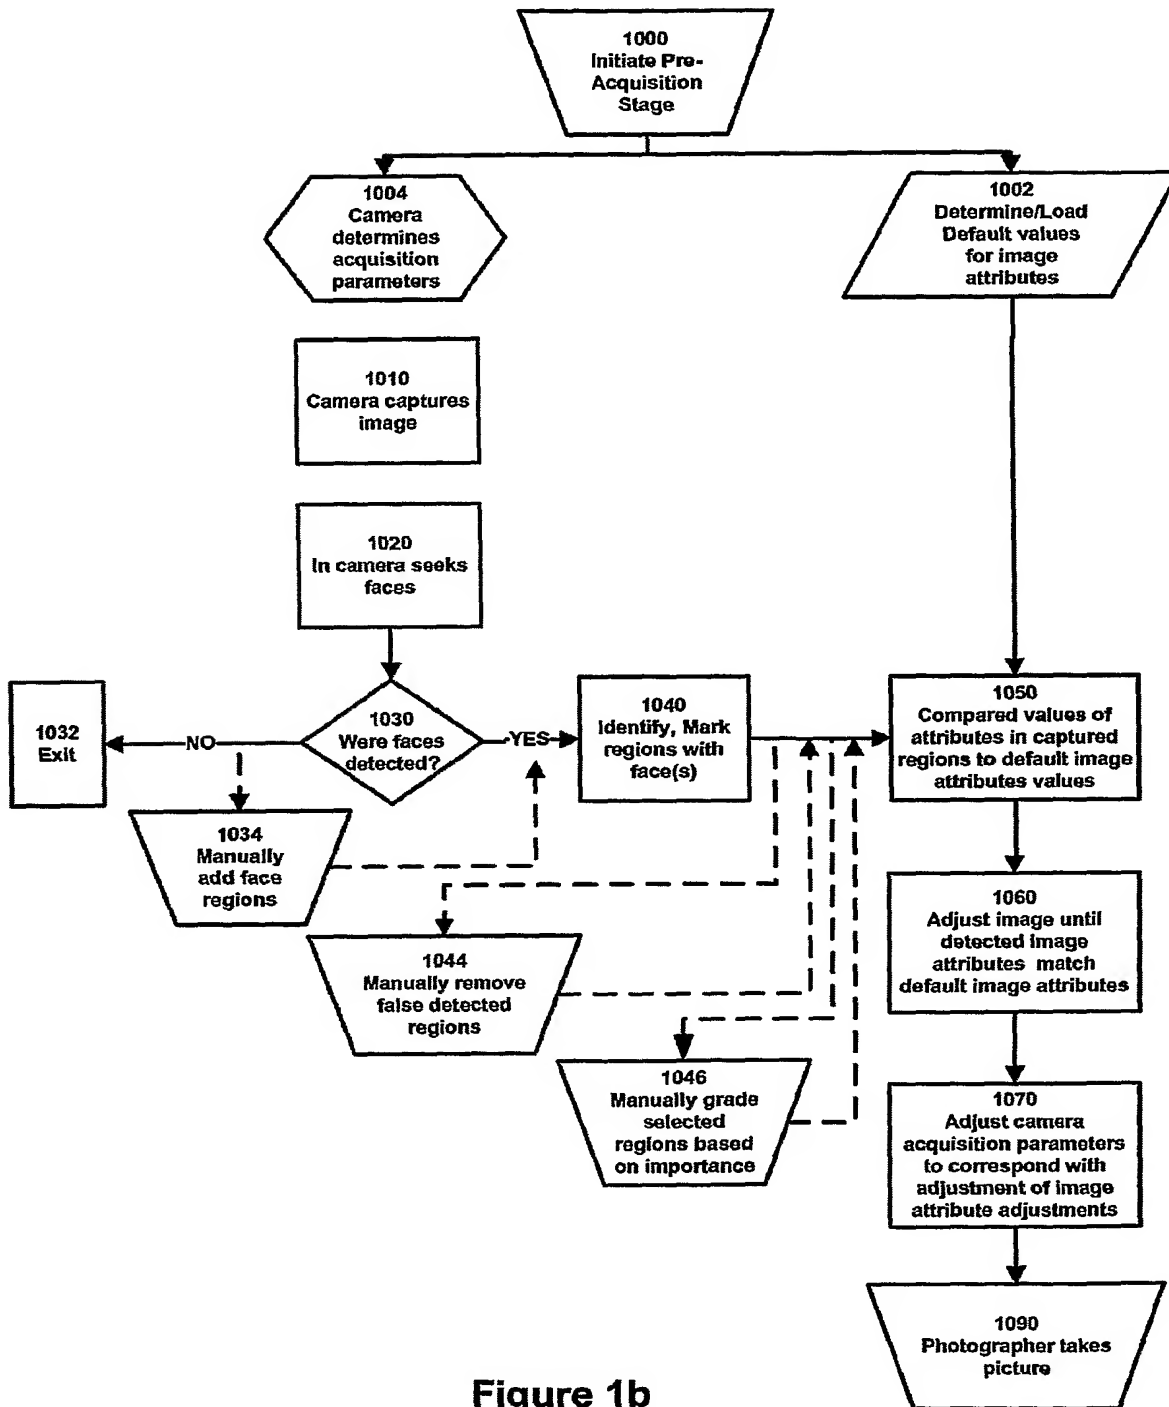 1000
Initiate Pre-
Acquisition
Stage
1004
Camera
determines
acquisition
parameters
1002
Determine/Load
Default values
for image
attributes
1010
Camera captures
image
1020
In camera seeks
faces
1032
Exit
NO
1030
Were faces
detected?
YES
1040
Identify, Mark
regions with
face(s)
1050
Compared values of
attributes in captured
regions to default image
attributes values
1034
Manually
add face
regions
1044
Manually remove
false detected
regions
1060
Adjust image until
detected image
attributes match
default image attributes
1046
Manually grade
selected
regions based
on importance
1070
Adjust camera
acquisition parameters
to correspond with
adjustment of image
attribute adjustments
1090
Photographer takes
picture
Figure 1b